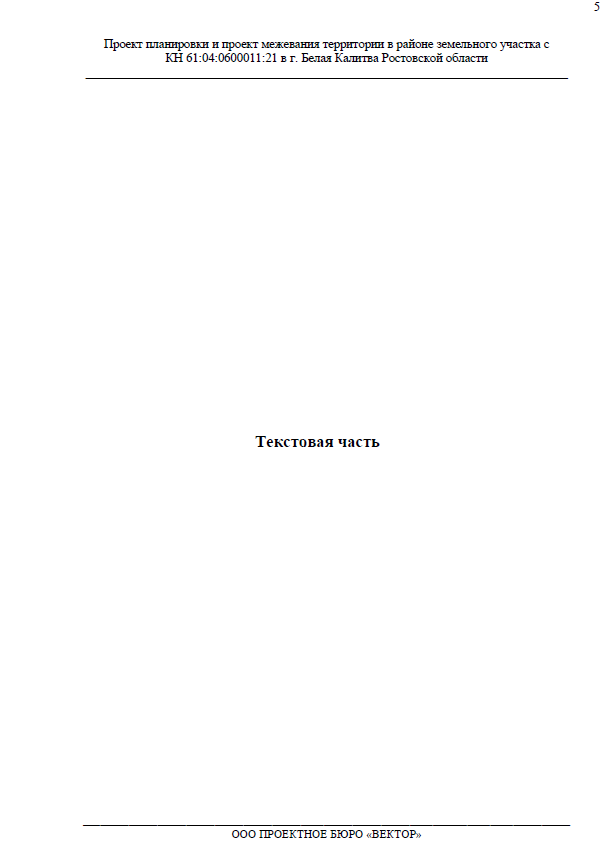 5
Проект планировки и проект межевания территории в районе земельного участка с
КН 61:04:0600011:21 в г. Белая Калитва Ростовской области
Текстовая часть
ООО ПРОЕКТНОЕ БЮРО «ВЕКТОР»